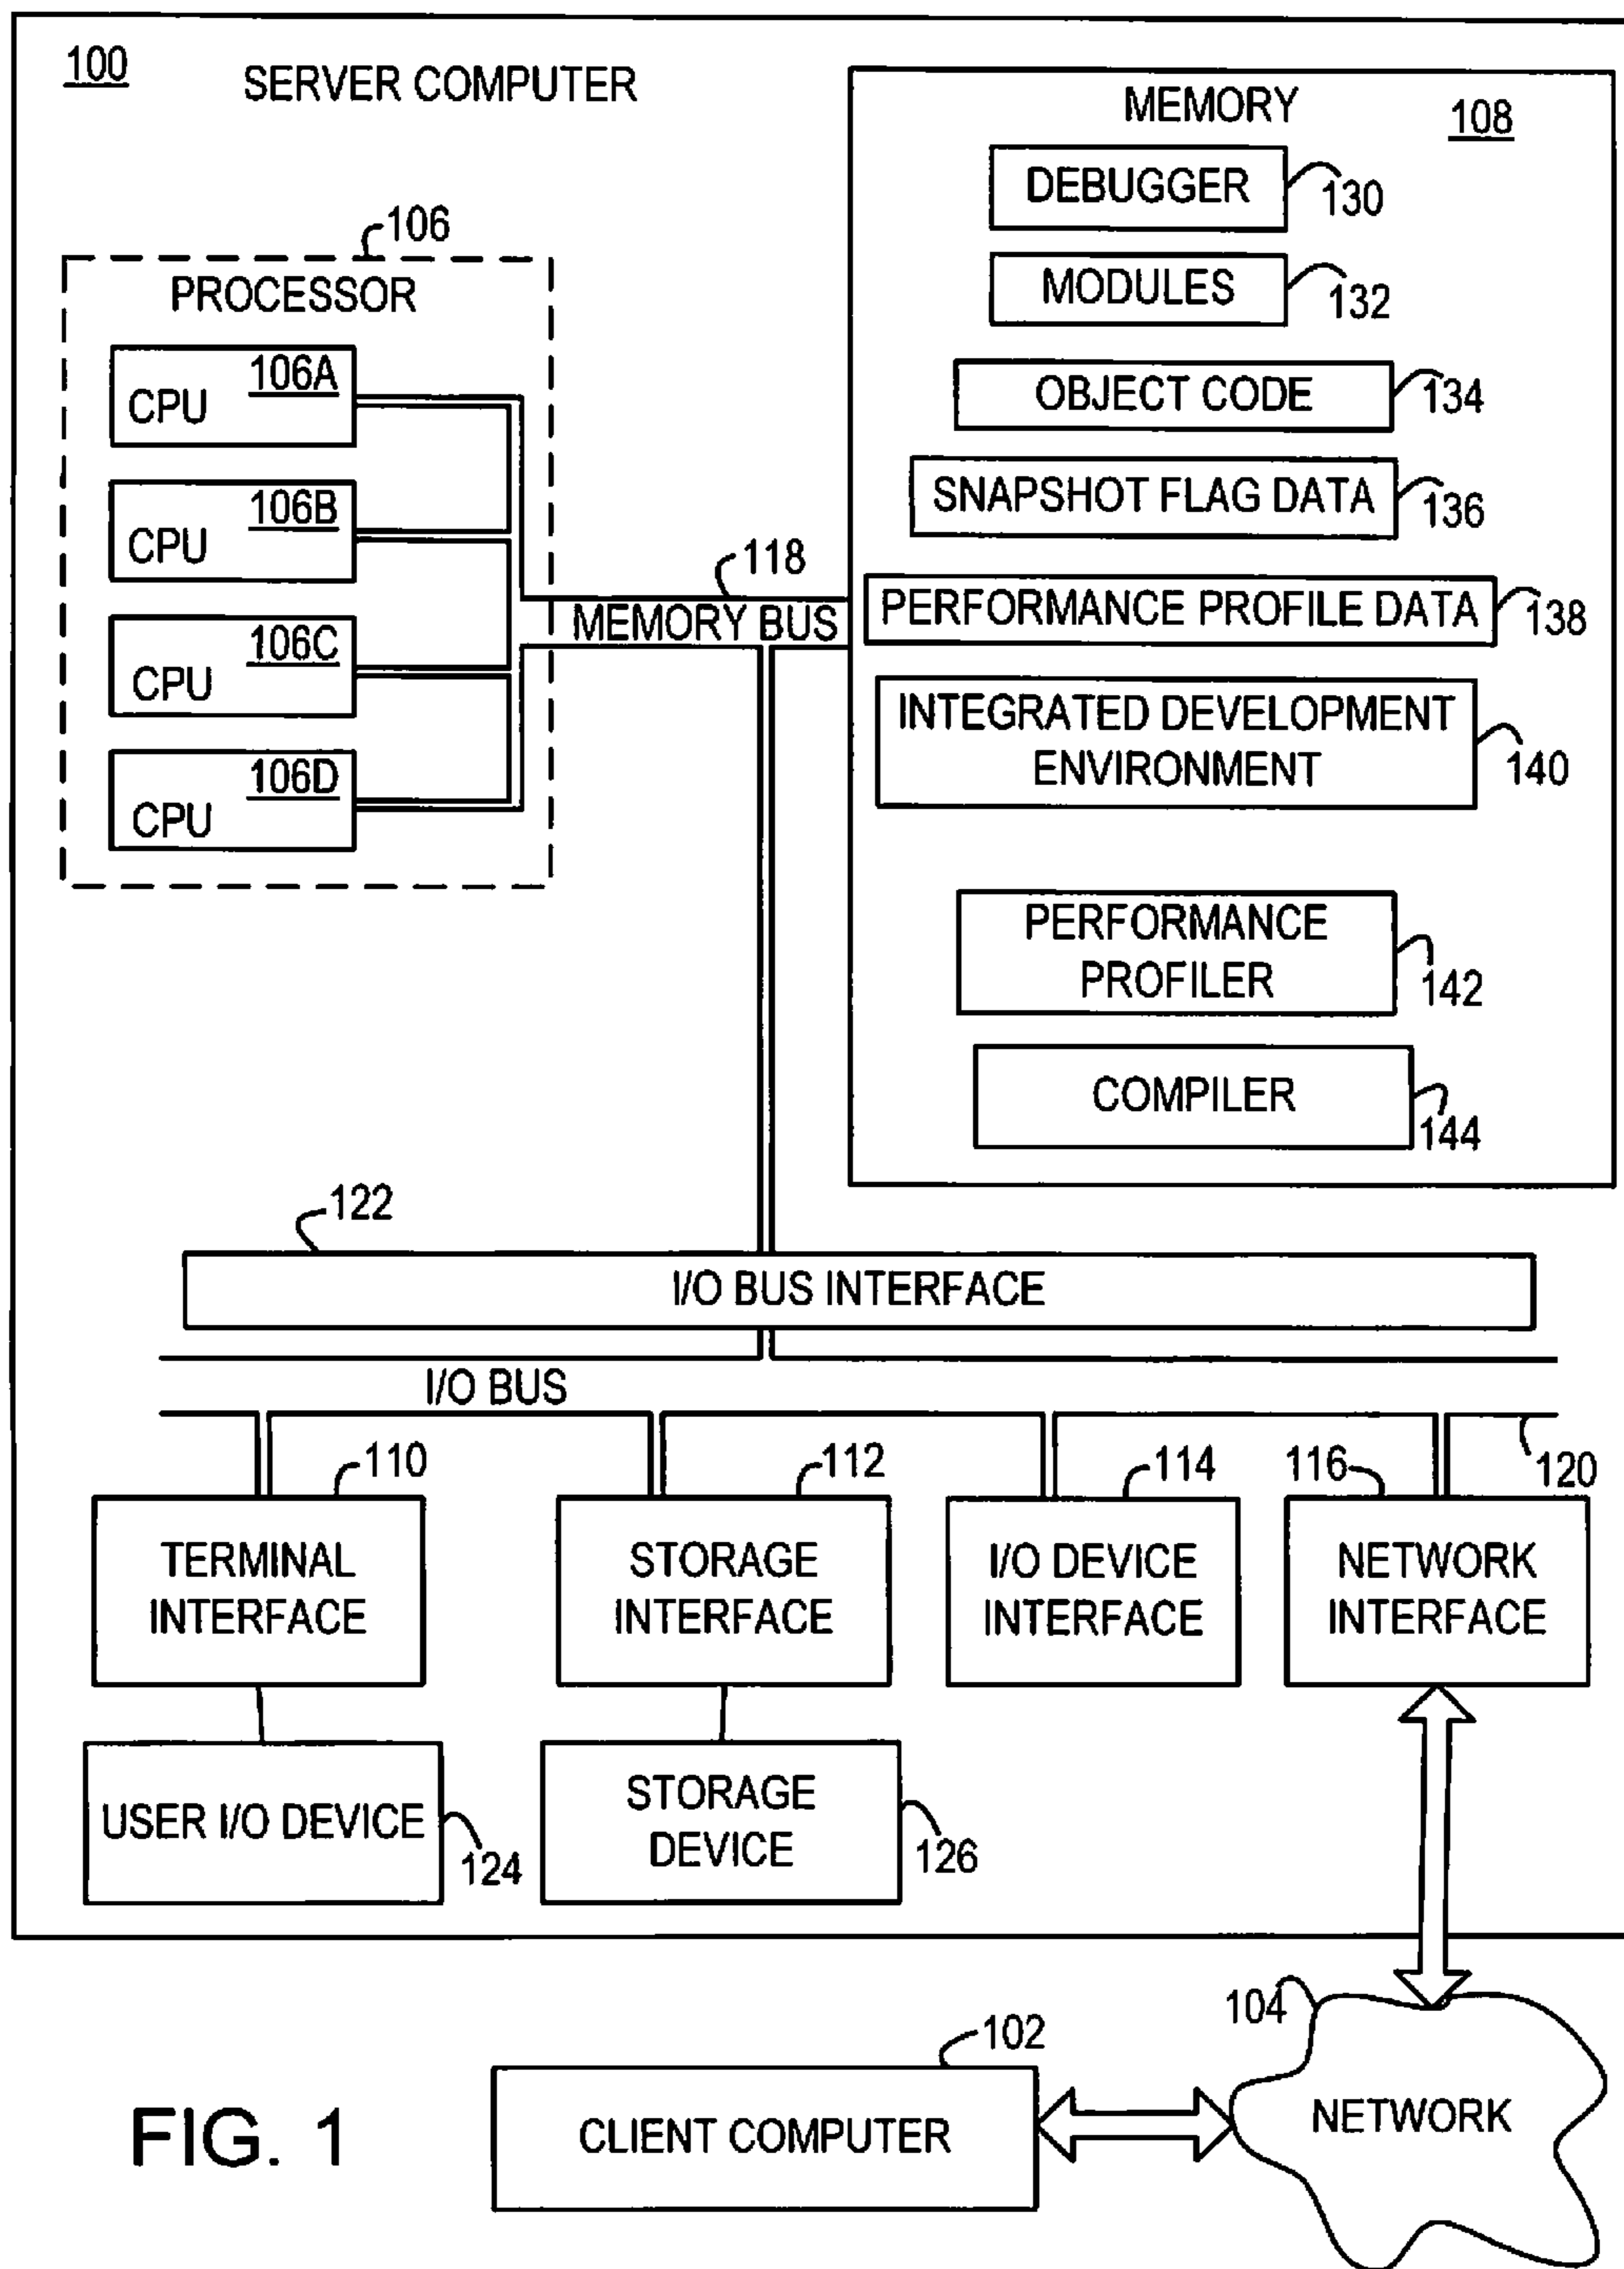 100
SERVER COMPUTER
MEMORY
108
DEBUGGER
130
MODULES
132
OBJECT CODE
134
SNAPSHOT FLAG DATA
136
PERFORMANCE PROFILE DATA
138
INTEGRATED DEVELOPMENT
ENVIRONMENT
140
PERFORMANCE
PROFILER
142
COMPILER
144
106
PROCESSOR
106A
CPU
106B
CPU
106C
CPU
106D
CPU
118
MEMORY BUS
122
I/O BUS INTERFACE
I/O BUS
120
110
TERMINAL
INTERFACE
112
STORAGE
INTERFACE
114
I/O DEVICE
INTERFACE
116
NETWORK
INTERFACE
USER I/O DEVICE
124
STORAGE
DEVICE
126
104
NETWORK
102
CLIENT COMPUTER
FIG. 1